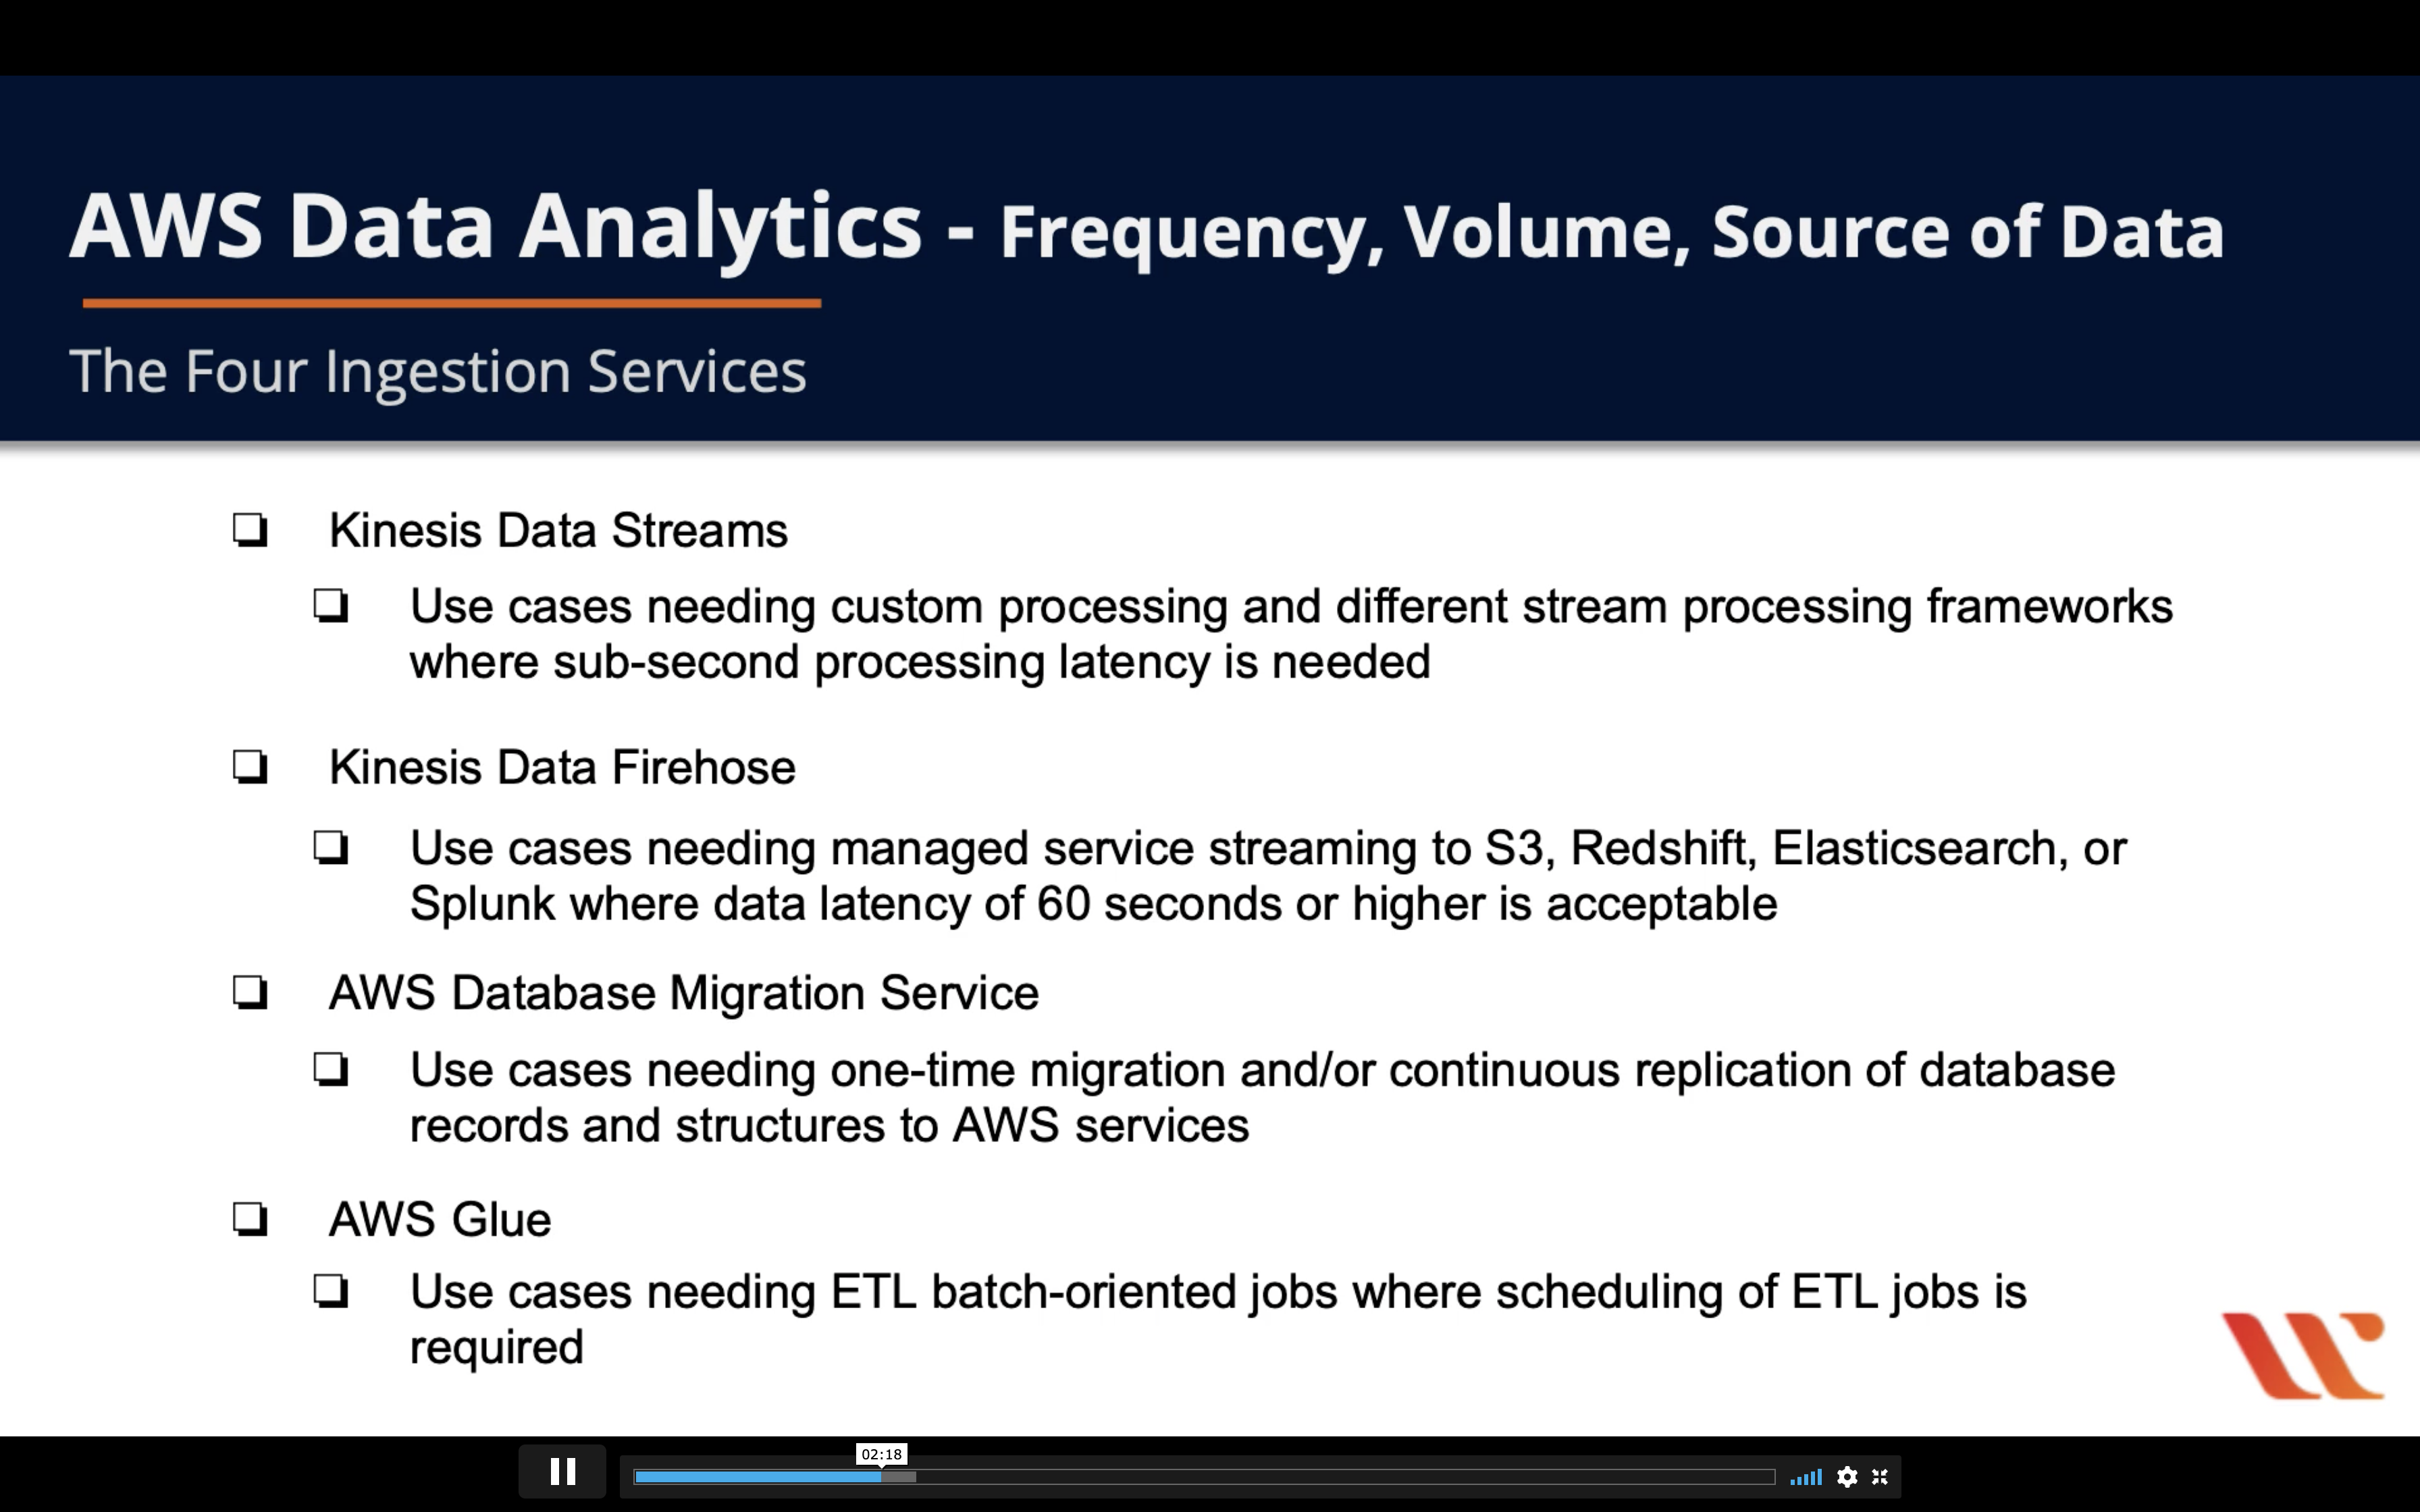 AWS Data Analytics - Frequency, Volume, Source of Data
The Four Ingestion Services
Kinesis Data Streams
Use cases needing custom processing and different stream processing frameworks
where sub-second processing latency is needed
Kinesis Data Firehose
Use cases needing managed service streaming to S3, Redshift, Elasticsearch, or
Splunk where data latency of 60 seconds or higher is acceptable
AWS Database Migration Service
Use cases needing one-time migration and/or continuous replication of database
records and structures to AWS services
AWS Glue
Use cases needing ETL batch-oriented jobs where scheduling of ETL jobs is
required
02:18